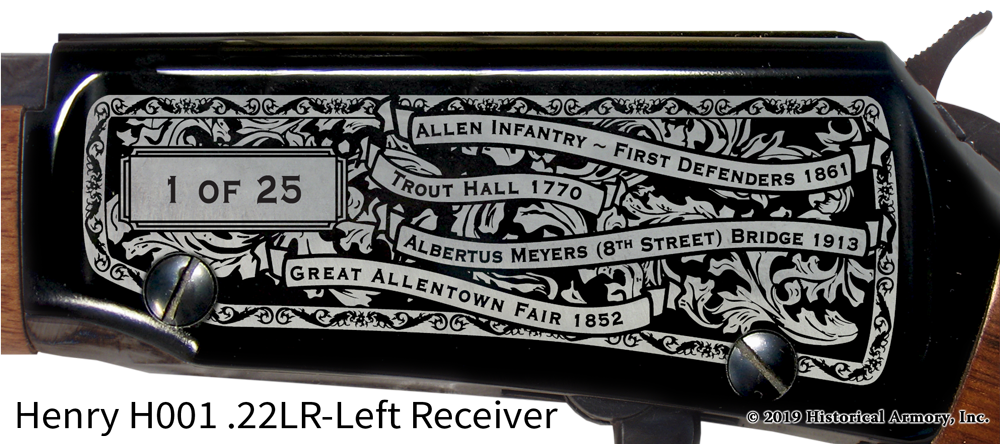 Allen Infantry ~ First Defenders 1861
Trout Hall 1770
1 of 25
Albertus Meyers (8th Street) Bridge 1913
Great Allentown Fair 1852
Henry H001 .22LR-Left Receiver
© 2019 Historical Armory, Inc.